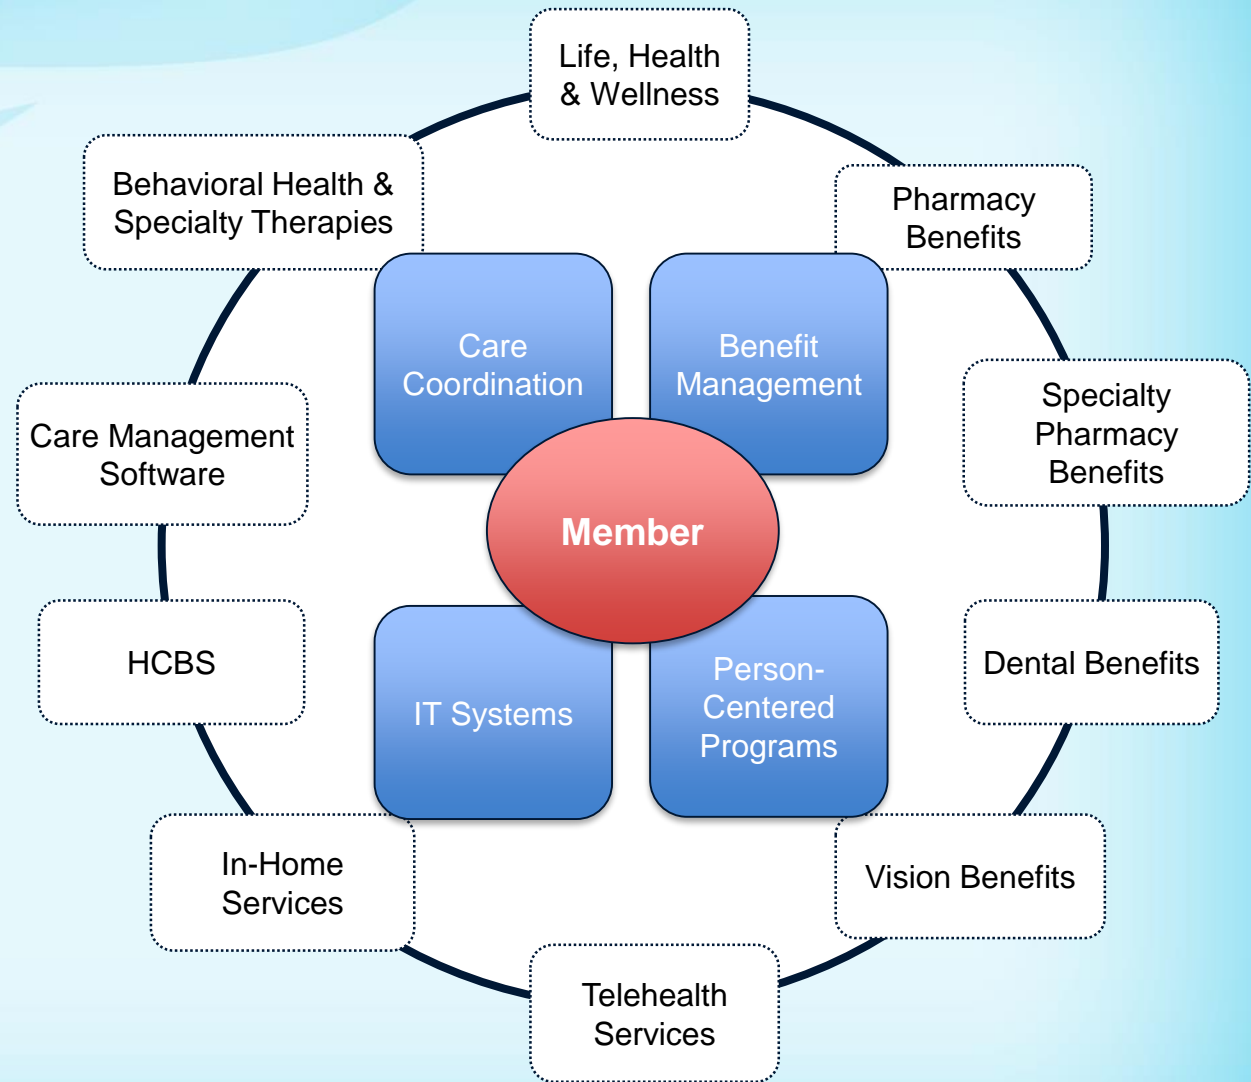 Life, Health
& Wellness
Behavioral Health &
Specialty Therapies
Pharmacy
Benefits
Care
Coordination
Benefit
Management
Specialty
Pharmacy
Benefits
Care Management
Software
Member
HCBS
IT Systems
Person-
Centered
Programs
Dental Benefits
In-Home
Services
Vision Benefits
Telehealth
Services